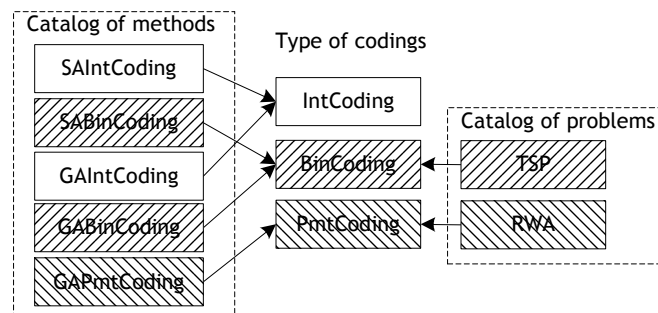 Catalog of methods
SAIntCoding
SABinCoding
GAIntCoding
GABinCoding
GAPmtCoding
Type of codings
IntCoding
BinCoding
PmtCoding
Catalog of problems
TSP
RWA